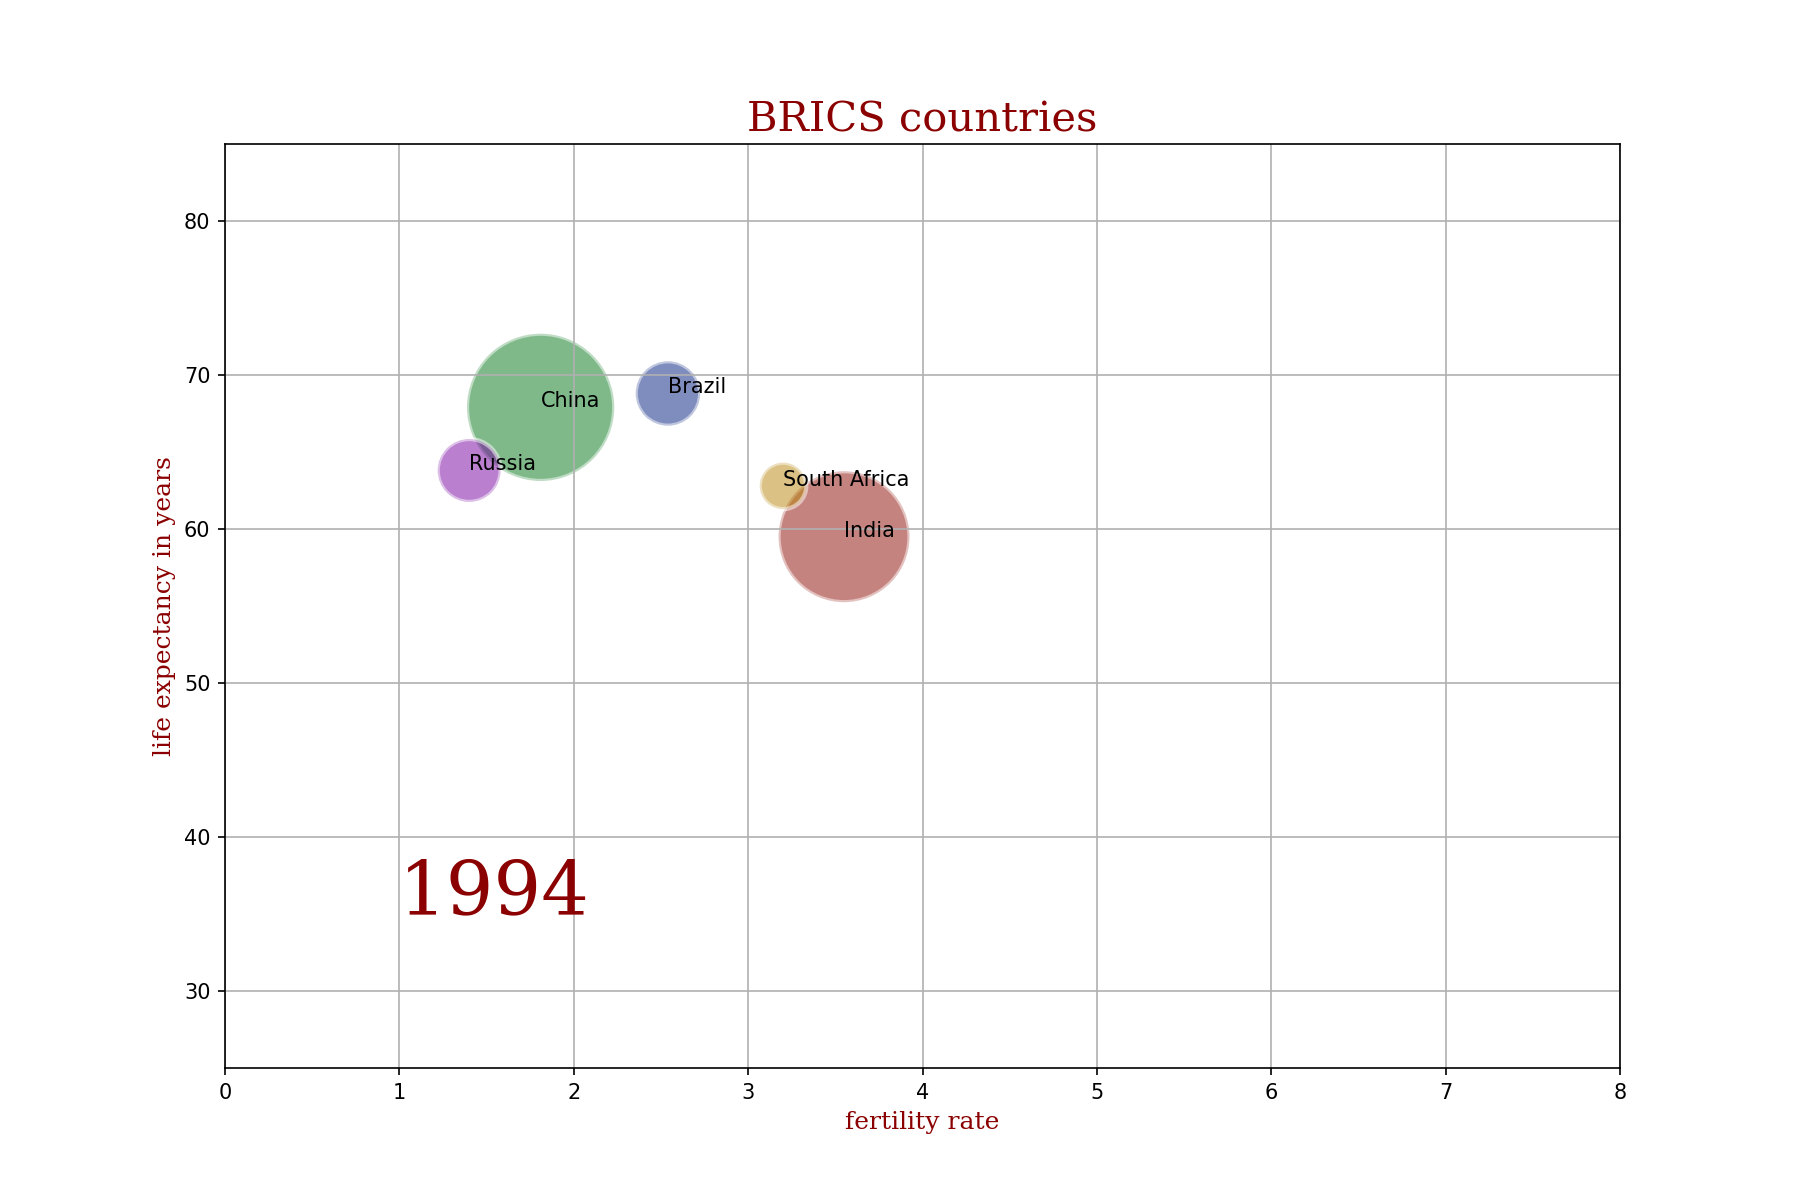 BRICS countries
life expectancy in years
80
70
60
50
40
30
China
Brazil
Russia
South Africa
India
1994
0 1 2 3 4 5 6 7 8
fertility rate